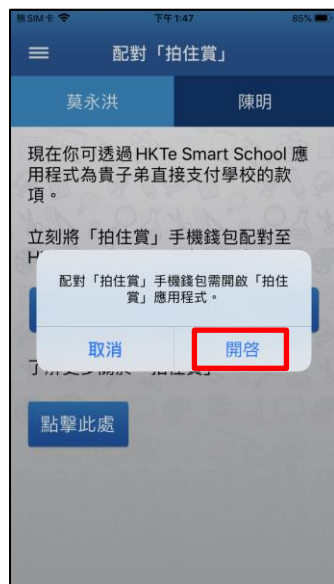 無SIM卡 下午1:47 85%
配對「拍住賞」
莫永洪 陳明
現在你可透過 HKTe Smart School 應
用程式為貴子弟直接支付學校的款
項。
立刻將「拍住賞」手機錢包配對至
配對「拍住賞」手機錢包需開啟「拍住
賞」應用程式。
取消 開啓
點擊此處